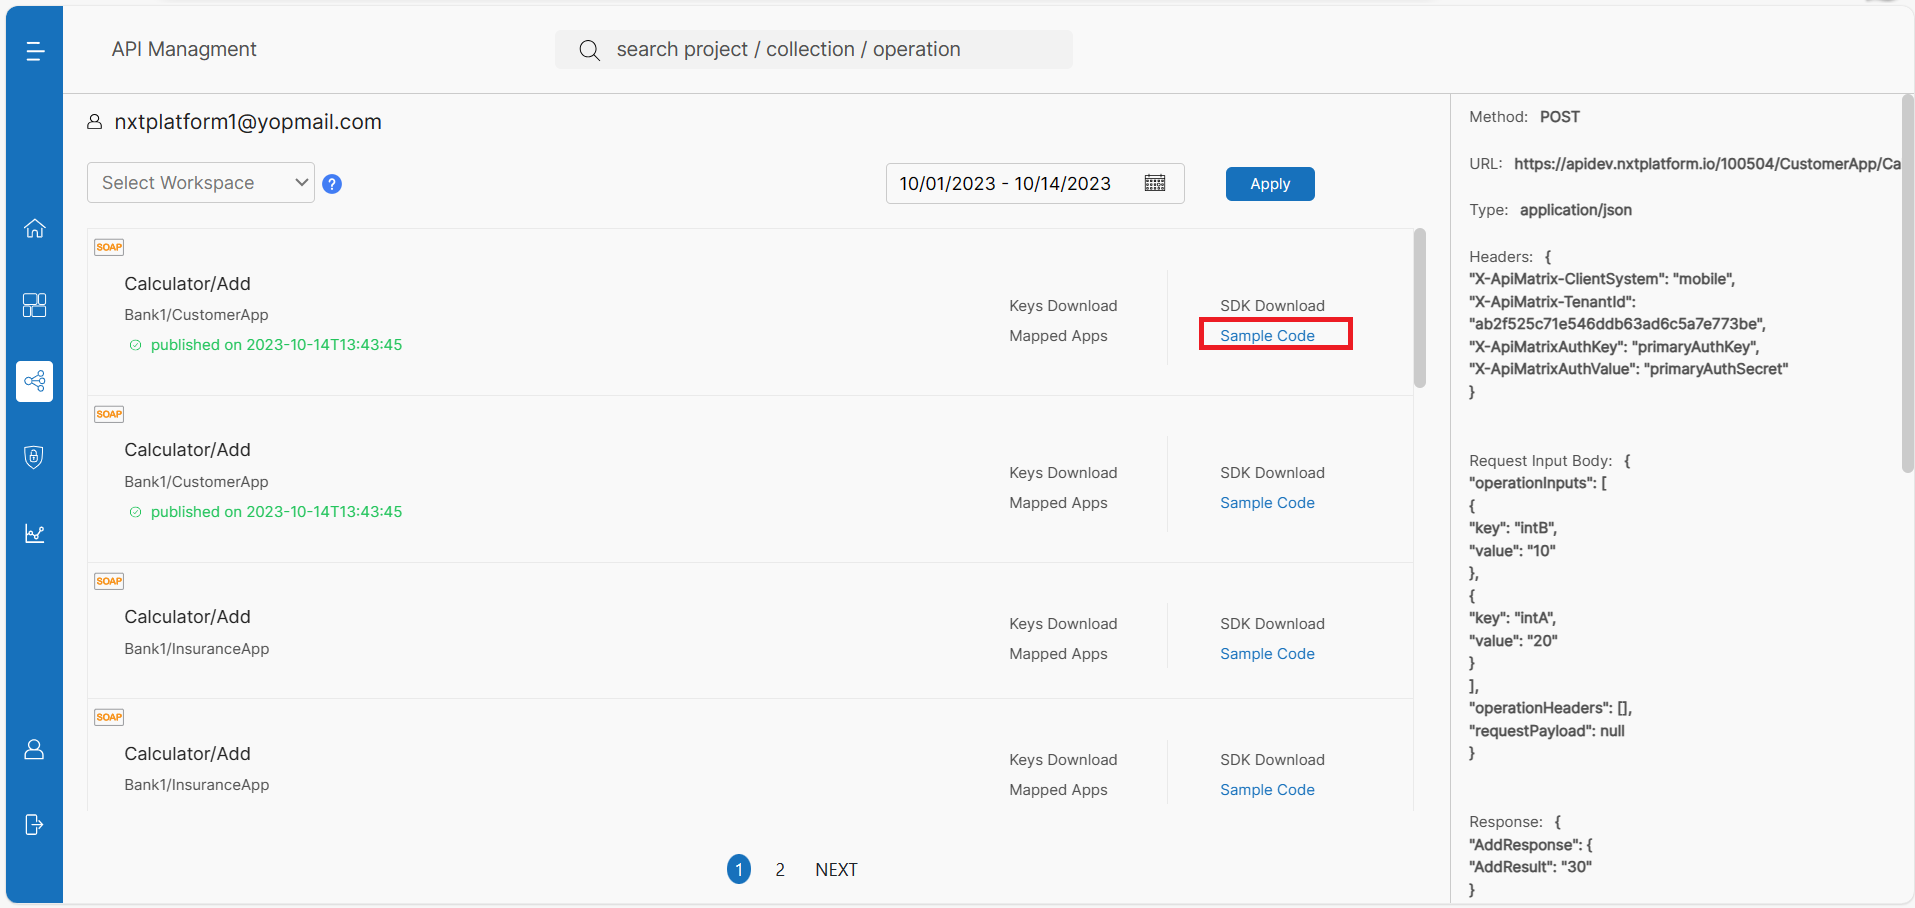 API Managment
search project / collection / operation
nxtplatform1@yopmail.com
Select Workspace
?
10/01/2023 - 10/14/2023
Apply
SOAP
Calculator/Add
Bank1/CustomerApp
published on 2023-10-14T13:43:45
Keys Download
Mapped Apps
SDK Download
Sample Code
SOAP
Calculator/Add
Bank1/CustomerApp
published on 2023-10-14T13:43:45
Keys Download
Mapped Apps
SDK Download
Sample Code
SOAP
Calculator/Add
Bank1/InsuranceApp
Keys Download
Mapped Apps
SDK Download
Sample Code
SOAP
Calculator/Add
Bank1/InsuranceApp
Keys Download
Mapped Apps
SDK Download
Sample Code
1 2 NEXT
Method: POST
URL: https://apidev.nxtplatform.io/100504/CustomerApp/Ca
Type: application/json
Headers: {
"X-ApiMatrix-ClientSystem": "mobile",
"X-ApiMatrix-TenantId":
"ab2f525c71e546ddb63ad6c5a7e773be",
"X-ApiMatrixAuthKey": "primaryAuthKey",
"X-ApiMatrixAuthValue": "primaryAuthSecret"
}
Request Input Body: {
"operationInputs": [
{
"key": "intB",
"value": "10"
},
{
"key": "intA",
"value": "20"
}
],
"operationHeaders": [],
"requestPayload": null
}
Response: {
"AddResponse": {
"AddResult": "30"
}